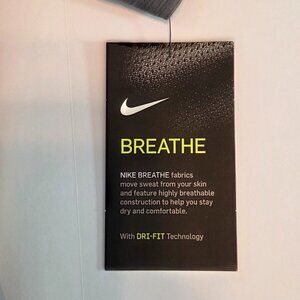 BREATHE
NIKE BREATHE fabrics
move sweat from your skin
and feature highly breathable
construction to help you stay
dry and comfortable.
With DRI-FIT Technology